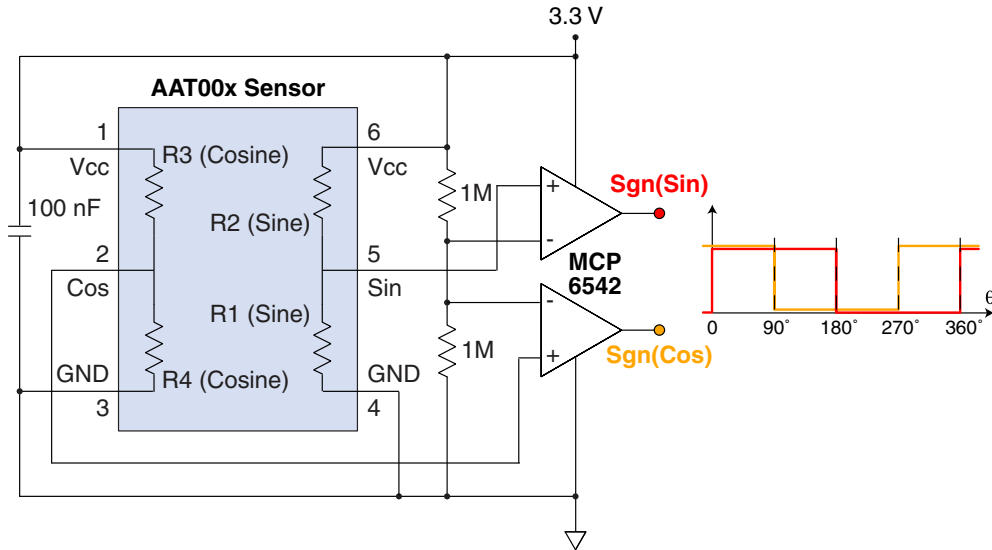 3.3 V
AAT00x Sensor
1
Vcc
R3 (Cosine)
6
Vcc
R2 (Sine)
1M
+
-
Sgn(Sin)
100 nF
2
Cos
5
Sin
MCP
6542
R1 (Sine)
-
+
1M
Sgn(Cos)
GND
3
R4 (Cosine)
GND
4
0
90°
180°
270°
360°
θ